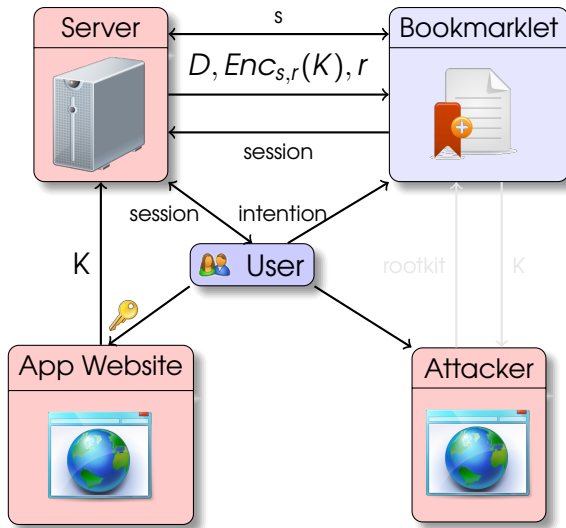 Server
s
Bookmarklet
D, Enc_{s,r}(K), r
session
session
intention
User
K
rootkit
K
App Website
Attacker